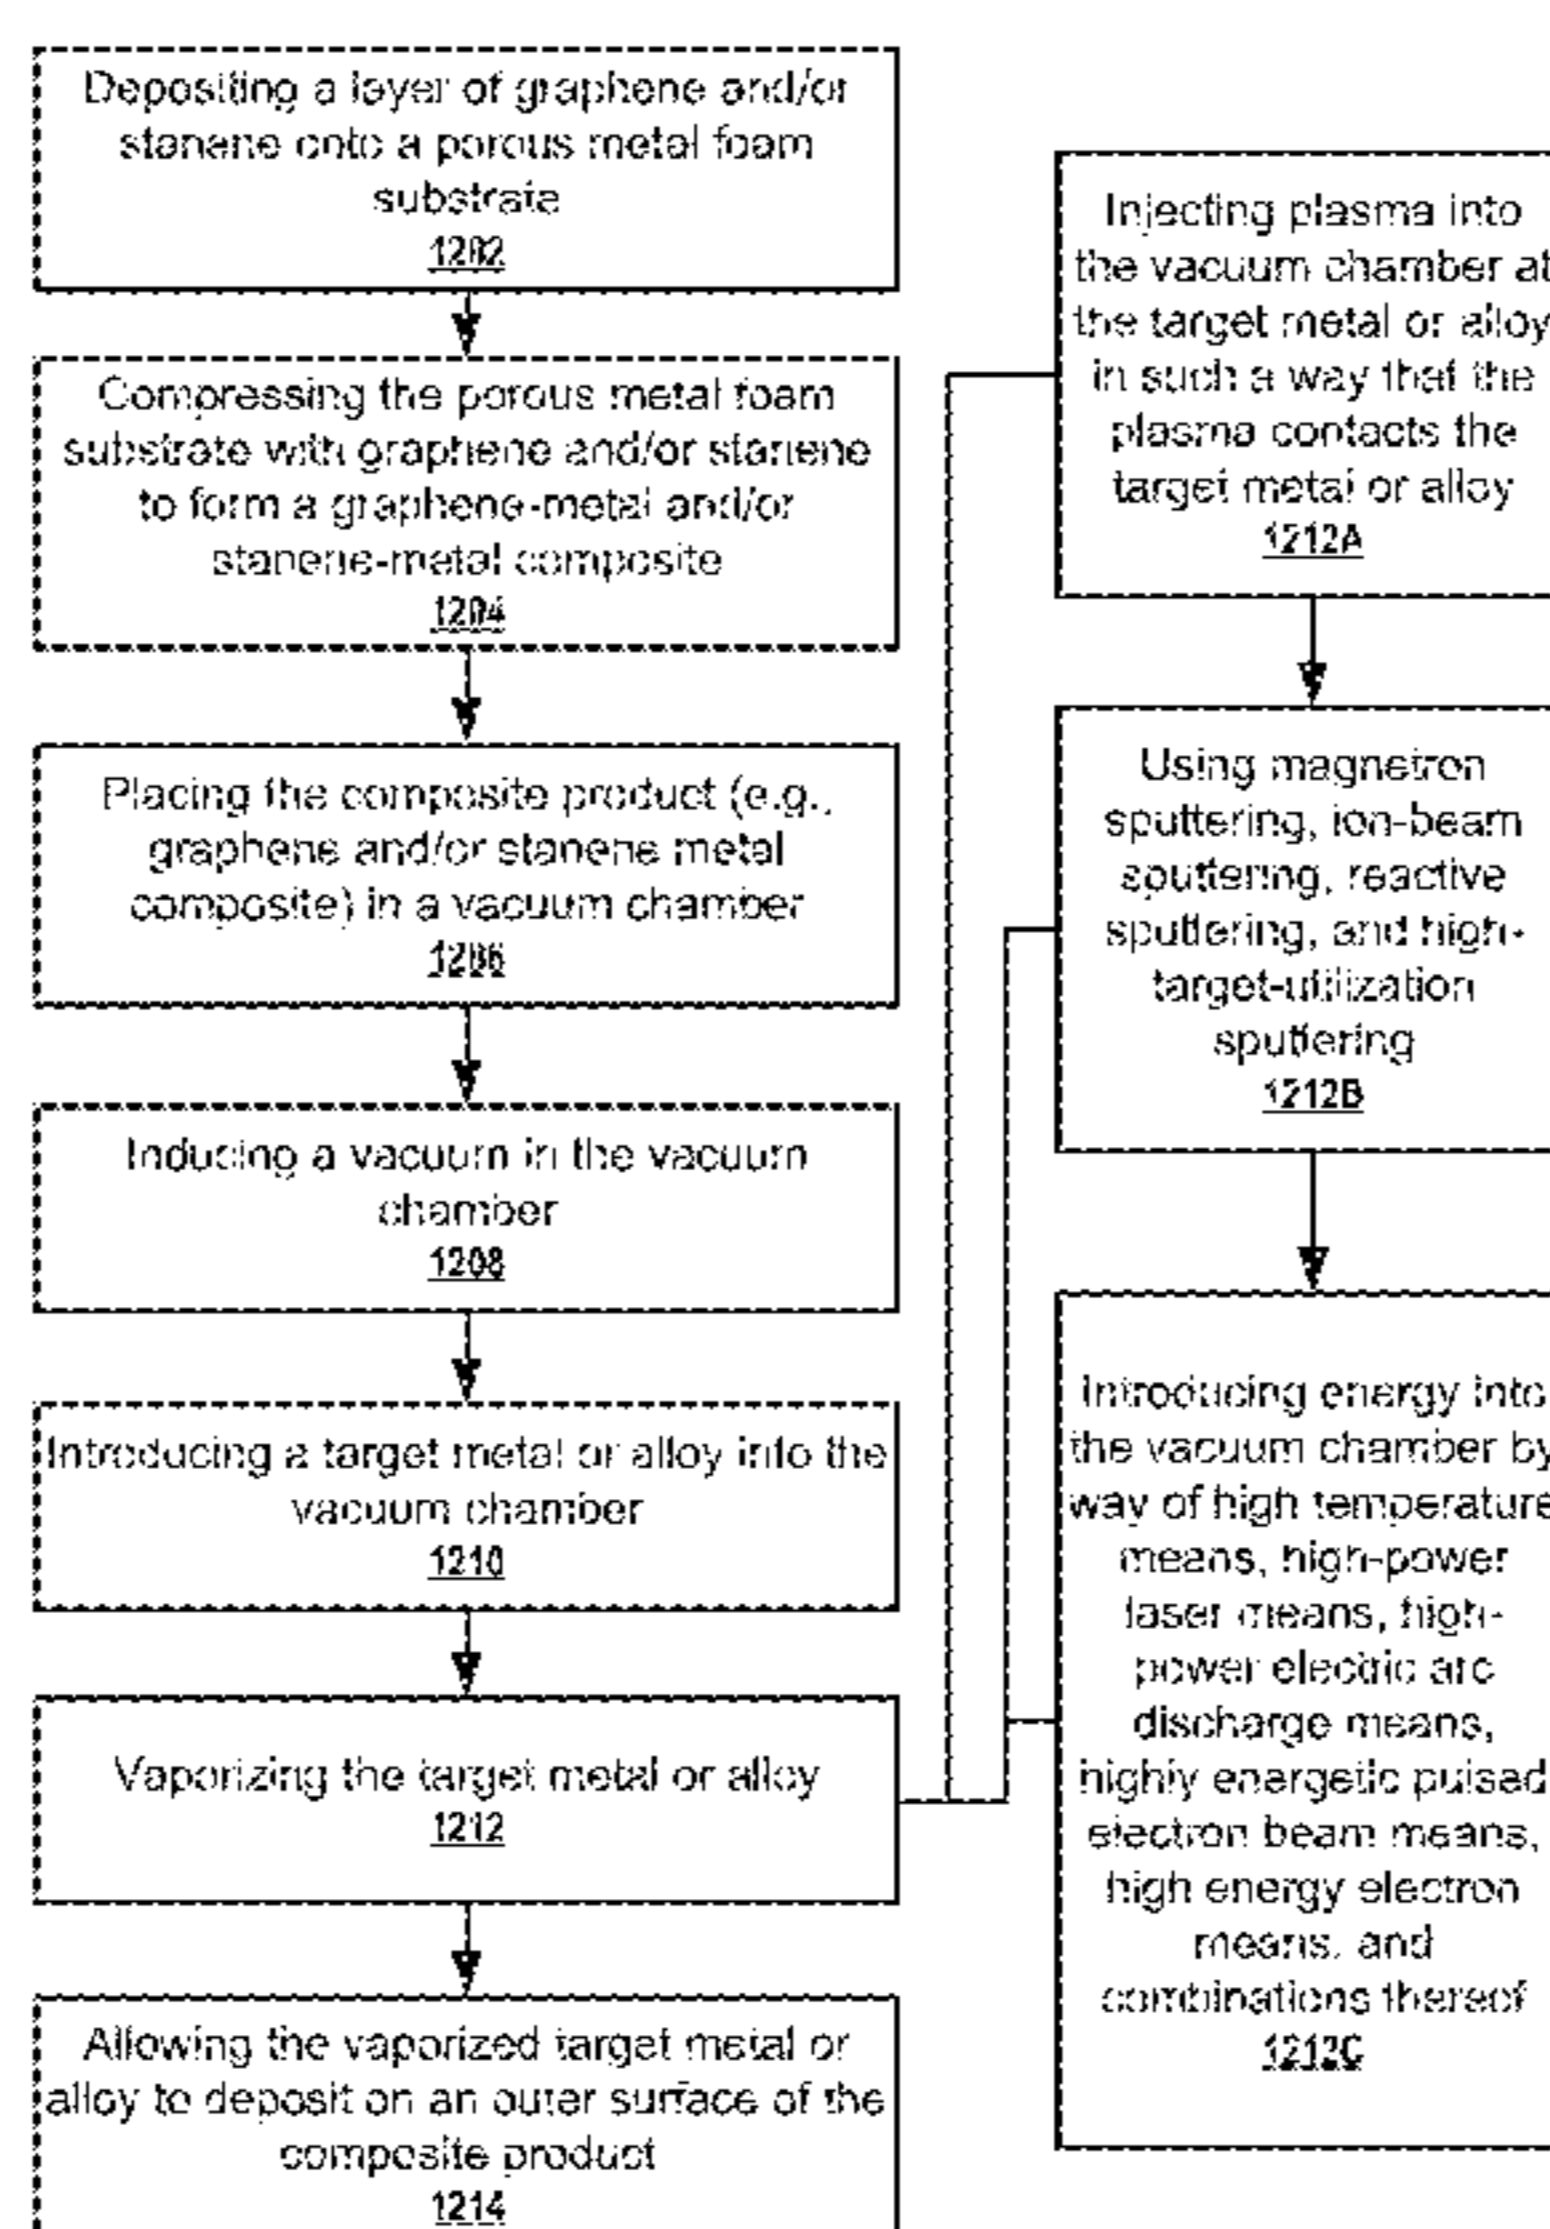 Depositing a layer of graphene and/or
stanene onto a porous metal foam
substrate
1202
Compressing the porous metal foam
substrate with graphene and/or stanene
to form a graphene-metal and/or
stanene-metal composite
1204
Placing the composite product (e.g.,
graphene and/or stanene metal
composite) in a vacuum chamber
1206
Inducing a vacuum in the vacuum
chamber
1208
Introducing a target metal or alloy into the
vacuum chamber
1210
Vaporizing the target metal or alloy
1212
Allowing the vaporized target metal or
alloy to deposit on an outer surface of the
composite product
1214
Injecting plasma into
the vacuum chamber at
the target metal or alloy
in such a way that the
plasma contacts the
target metal or alloy
1212A
Using magnetron
sputtering, ion-beam
sputtering, reactive
sputtering, and high-
target-utilization
sputtering
1212B
Introducing energy into
the vacuum chamber by
way of high temperature
means, high-power
laser means, high-
power electric arc
discharge means,
highly energetic pulsed
electron beam means,
high energy electron
means, and
combinations thereof
1212C